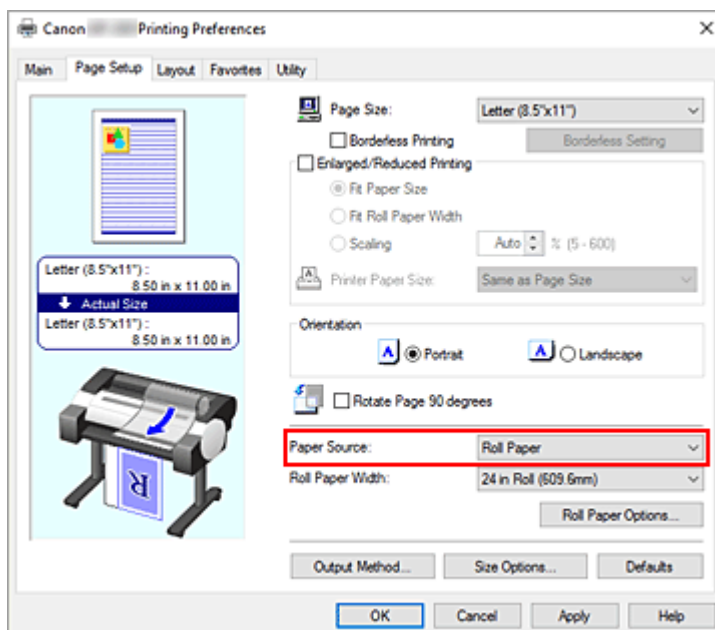 Canon Printing Preferences
Main Page Setup Layout Favorites Utility
Page Size: Letter (8.5"x11")
Borderless Printing Borderless Setting
Enlarged/Reduced Printing
Fit Paper Size
Fit Roll Paper Width
Scaling Auto % (5 - 600)
Printer Paper Size: Same as Page Size
Letter (8.5"x11") :
8.50 in x 11.00 in
Actual Size
Letter (8.5"x11") :
8.50 in x 11.00 in
Orientation
A Portrait A Landscape
Rotate Page 90 degrees
Paper Source: Roll Paper
Roll Paper Width: 24 in Roll (609.6mm)
Roll Paper Options...
R
Output Method... Size Options... Defaults
OK Cancel Apply Help